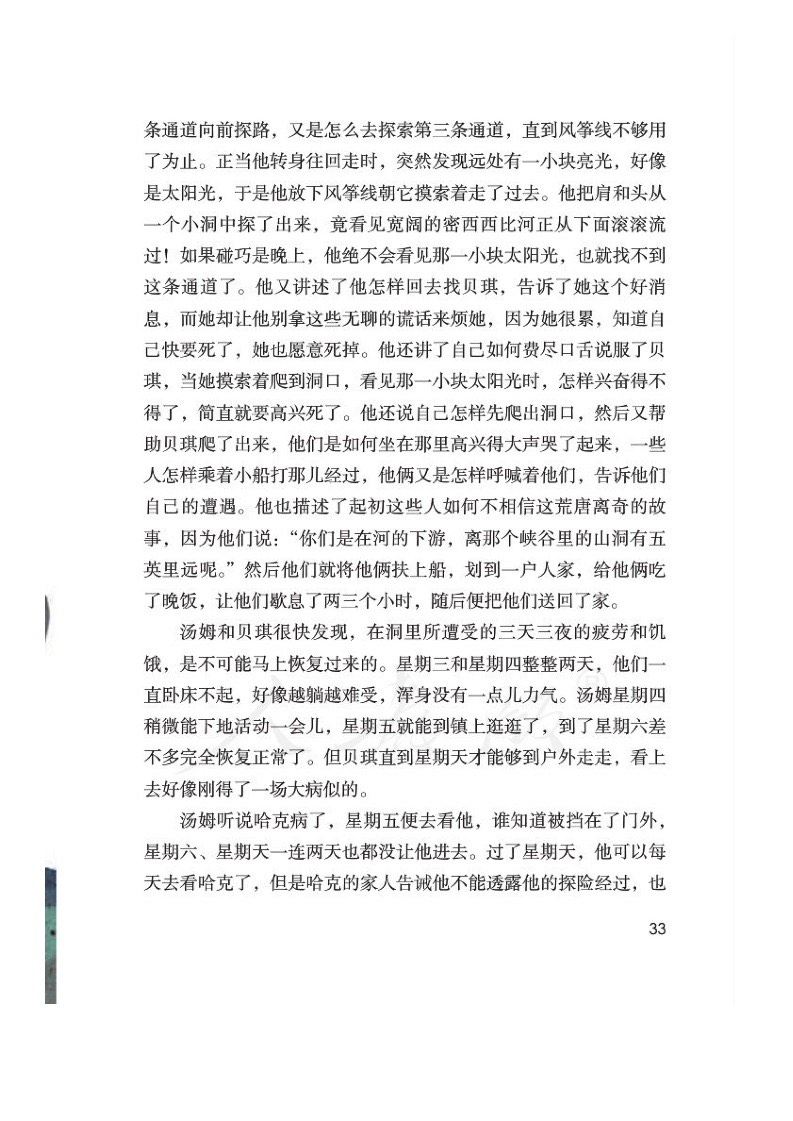 条通道向前探路，又是怎么去探索第三条通道，直到风筝线不够用
了为止。正当他转身往回走时，突然发现远处有一小块亮光，好像
是太阳光，于是他放下风筝线朝它摸索着走了过去。他把肩和头从
一个小洞中探了出来，竟看见宽阔的密西西比河正从下面滚滚流
过！如果碰巧是晚上，他绝不会看见那一小块太阳光，也就找不到
这条通道了。他又讲述了他怎样回去找贝琪，告诉了她这个好消
息，而她却让他别拿这些无聊的谎话来烦她，因为她很累，知道自
己快要死了，她也愿意死掉。他还讲了自己如何费尽口舌说服了贝
琪，当她摸索着爬到洞口，看见那一小块太阳光时，怎样兴奋得不
得了，简直就要高兴死了。他还说自己怎样先爬出洞口，然后又帮
助贝琪爬了出来，他们是如何坐在那里高兴得大声哭了起来，一些
人怎样乘着小船打那儿经过，他俩又是怎样呼喊着他们，告诉他们
自己的遭遇。他也描述了起初这些人如何不相信这荒唐离奇的故
事，因为他们说：“你们是在河的下游，离那个峡谷里的山洞有五
英里远呢。”然后他们就将他俩扶上船，划到一户人家，给他俩吃
了晚饭，让他们歇息了两三个小时，随后便把他们送回了家。
汤姆和贝琪很快发现，在洞里所遭受的三天三夜的疲劳和饥
饿，是不可能马上恢复过来的。星期三和星期四整整两天，他们一
直卧床不起，好像越躺越难受，浑身没有一点儿力气。汤姆星期四
稍微能下地活动一会儿，星期五就能到镇上逛逛了，到了星期六差
不多完全恢复正常了。但贝琪直到星期天才能够到户外走走，看上
去好像刚得了一场大病似的。
汤姆听说哈克病了，星期五便去看他，谁知道被挡在了门外，
星期六、星期天一连两天也都没让他进去。过了星期天，他可以每
天去看哈克了，但是哈克的家人告诫他不能透露他的探险经过，也
33